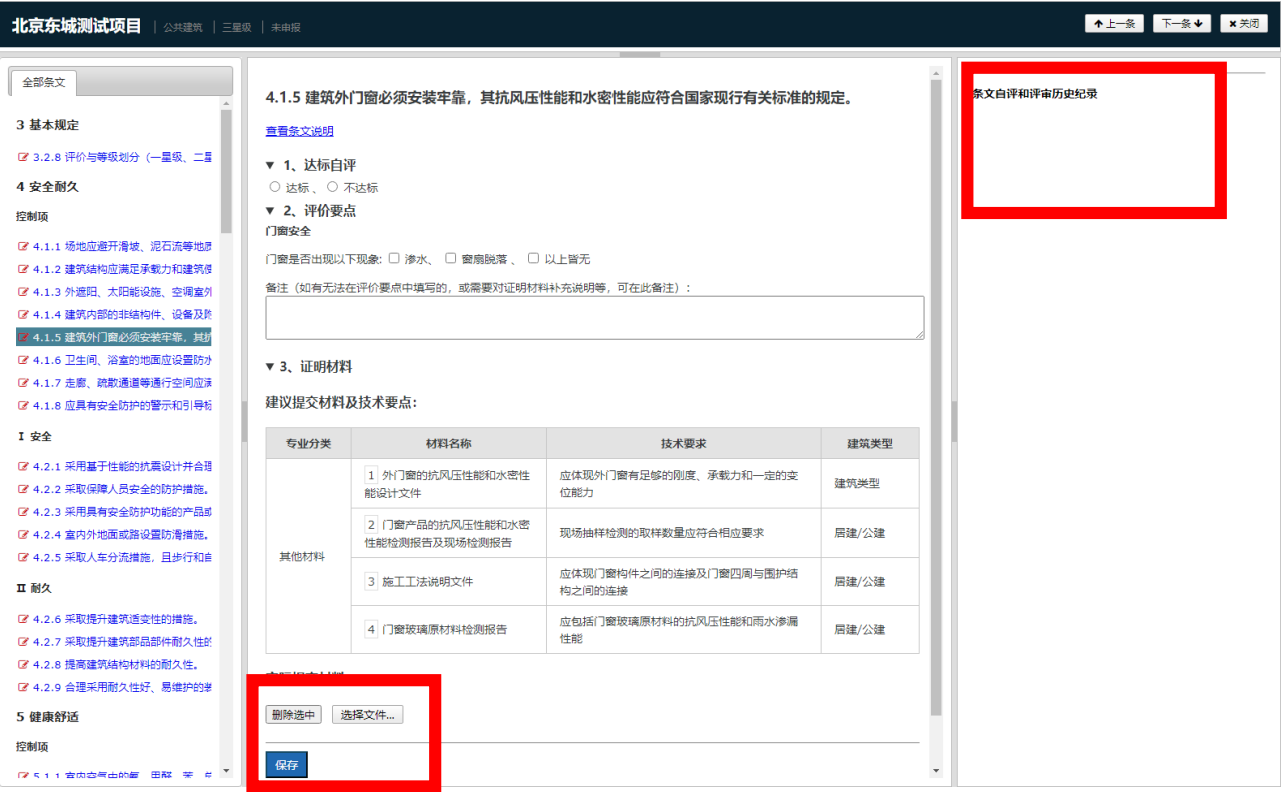 北京东城测试项目 | 公共建筑 | 三星级 | 未申报
上一条 下一条 关闭
全部条文
3 基本规定
3.2.8 评价与等级划分（一星级、二星
4 安全耐久
控制项
4.1.1 场地应避开滑坡、泥石流等地质
4.1.2 建筑结构应满足承载力和建筑使
4.1.3 外遮阳、太阳能设施、空调室外
4.1.4 建筑内部的非结构件、设备及附
4.1.5 建筑外门窗必须安装牢靠，其抗
4.1.6 卫生间、浴室的地面应设置防水
4.1.7 走廊、疏散通道等通行空间应满
4.1.8 应具有安全防护的警示和引导标
I 安全
4.2.1 采用基于性能的抗震设计并合理
4.2.2 采取保障人员安全的防护措施。
4.2.3 采用具有安全防护功能的产品或
4.2.4 室内外地面或路设置防滑措施。
4.2.5 采取人车分流措施，且步行和自
II 耐久
4.2.6 采取提升建筑适变性的措施。
4.2.7 采取提升建筑部品部件耐久性的
4.2.8 提高建筑结构材料的耐久性。
4.2.9 合理采用耐久性好、易维护的装
5 健康舒适
控制项
5.1.1 室内空气中的氨、甲醛、苯、总
4.1.5 建筑外门窗必须安装牢靠，其抗风压性能和水密性能应符合国家现行有关标准的规定。
查看条文说明
▼ 1、达标自评
达标 、 不达标
▼ 2、评价要点
门窗安全
门窗是否出现以下现象: 渗水、 窗扇脱落 、 以上皆无
备注（如有无法在评价要点中填写的，或需要对证明材料补充说明等，可在此备注）：
▼ 3、证明材料
建议提交材料及技术要点：
专业分类 材料名称 技术要求 建筑类型
其他材料
1 外门窗的抗风压性能和水密性
能设计文件
应体现外门窗有足够的刚度、承载力和一定的变
位能力
建筑类型
2 门窗产品的抗风压性能和水密
性能检测报告及现场检测报告
现场抽样检测的取样数量应符合相应要求
居建/公建
3 施工工法说明文件
应体现门窗构件之间的连接及门窗四周与围护结
构之间的连接
居建/公建
4 门窗玻璃原材料检测报告
应包括门窗玻璃原材料的抗风压性能和雨水渗漏
性能
居建/公建
删除选中 选择文件...
保存
条文自评和评审历史纪录